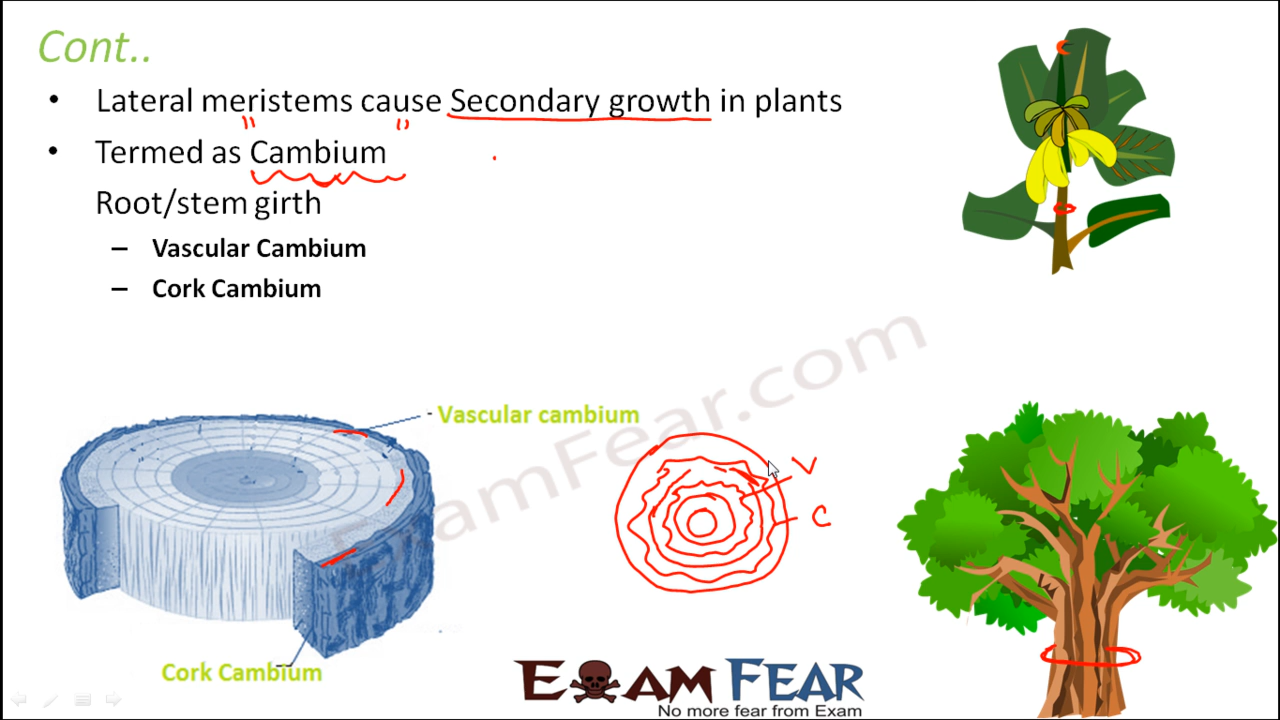 Cont..
• Lateral meristems cause Secondary growth in plants
• Termed as Cambium
Root/stem girth
– Vascular Cambium
– Cork Cambium
Vascular cambium
V
C
Cork Cambium
ExamFear.com
EXAM FEAR
No more fear from Exam